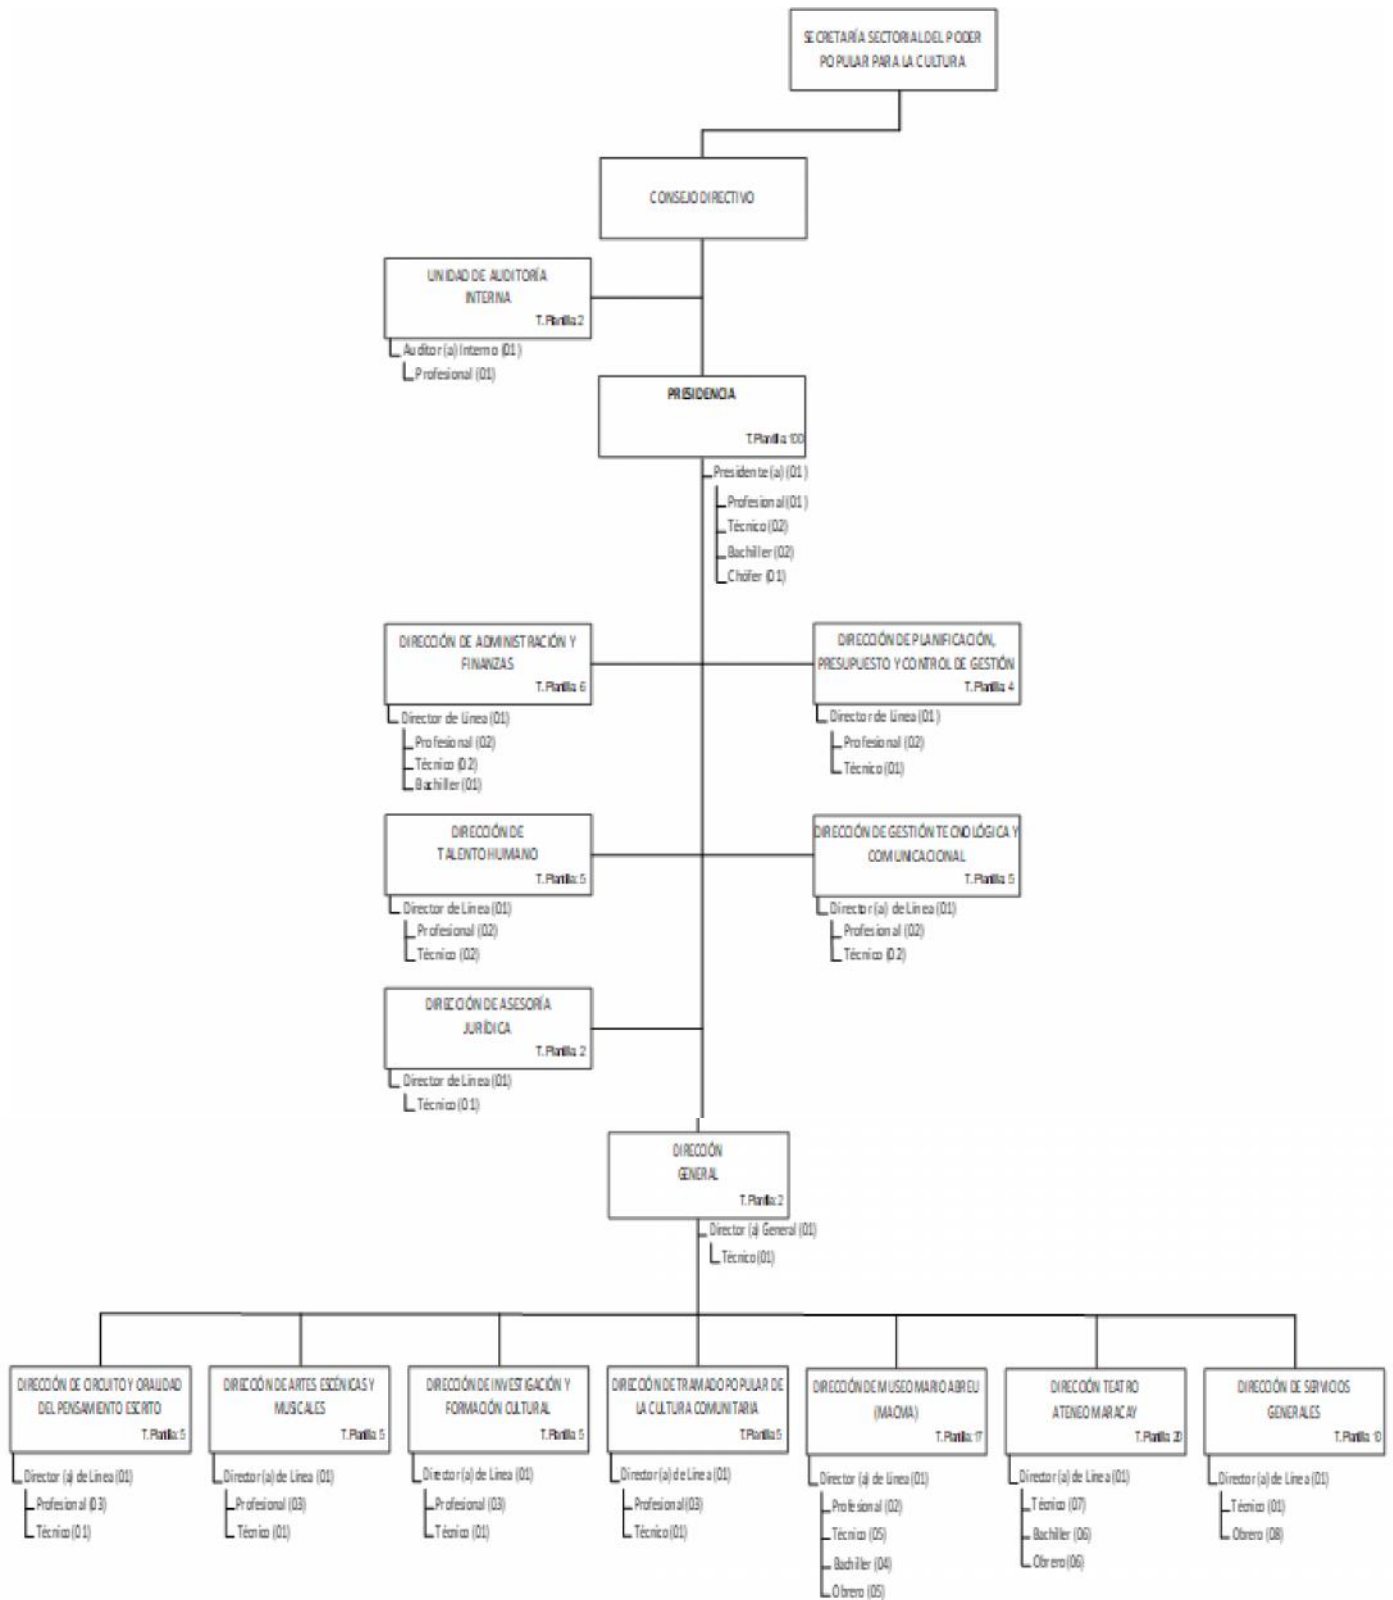 SECRETARÍA SECTORIAL DEL PODER
POPULAR PARA LA CULTURA
CONSEJO DIRECTIVO
UNIDAD DE AUDITORÍA
INTERNA
T. Plantilla: 2
Auditor (a) Interno (01)
Profesional (01)
PRESIDENCIA
T. Plantilla: 100
Presidente (a) (01)
Profesional (01)
Técnico (02)
Bachiller (02)
Chófer (01)
DIRECCIÓN DE ADMINISTRACIÓN Y
FINANZAS
T. Plantilla: 6
Director de Línea (01)
Profesional (02)
Técnico (02)
Bachiller (01)
DIRECCIÓN DE PLANIFICACIÓN,
PRESUPUESTO Y CONTROL DE GESTIÓN
T. Plantilla: 4
Director de Línea (01)
Profesional (02)
Técnico (01)
DIRECCIÓN DE
TALENTO HUMANO
T. Plantilla: 5
Director de Línea (01)
Profesional (02)
Técnico (02)
DIRECCIÓN DE GESTIÓN TECNOLÓGICA Y
COMUNICACIONAL
T. Plantilla: 5
Director (a) de Línea (01)
Profesional (02)
Técnico (02)
DIRECCIÓN DE ASESORÍA
JURÍDICA
T. Plantilla: 2
Director de Línea (01)
Técnico (01)
DIRECCIÓN
GENERAL
T. Plantilla: 2
Director (a) General (01)
Técnico (01)
DIRECCIÓN DE CIRCUITO Y ORALIDAD
DEL PENSAMIENTO ESCRITO
T. Plantilla: 5
Director (a) de Línea (01)
Profesional (03)
Técnico (01)
DIRECCIÓN DE ARTES ESCÉNICAS Y
MUSICALES
T. Plantilla: 5
Director (a) de Línea (01)
Profesional (03)
Técnico (01)
DIRECCIÓN DE INVESTIGACIÓN Y
FORMACIÓN CULTURAL
T. Plantilla: 5
Director (a) de Línea (01)
Profesional (03)
Técnico (01)
DIRECCIÓN DE TRAMADO POPULAR DE
LA CULTURA COMUNITARIA
T. Plantilla: 5
Director (a) de Línea (01)
Profesional (03)
Técnico (01)
DIRECCIÓN DE MUSEO MARIO ABREU
(MACMA)
T. Plantilla: 17
Director (a) de Línea (01)
Profesional (02)
Técnico (05)
Bachiller (04)
Obrero (05)
DIRECCIÓN TEATRO
ATENEO MARACAY
T. Plantilla: 20
Director (a) de Línea (01)
Técnico (07)
Bachiller (06)
Obrero (06)
DIRECCIÓN DE SERVICIOS
GENERALES
T. Plantilla: 10
Director (a) de Línea (01)
Técnico (01)
Obrero (08)